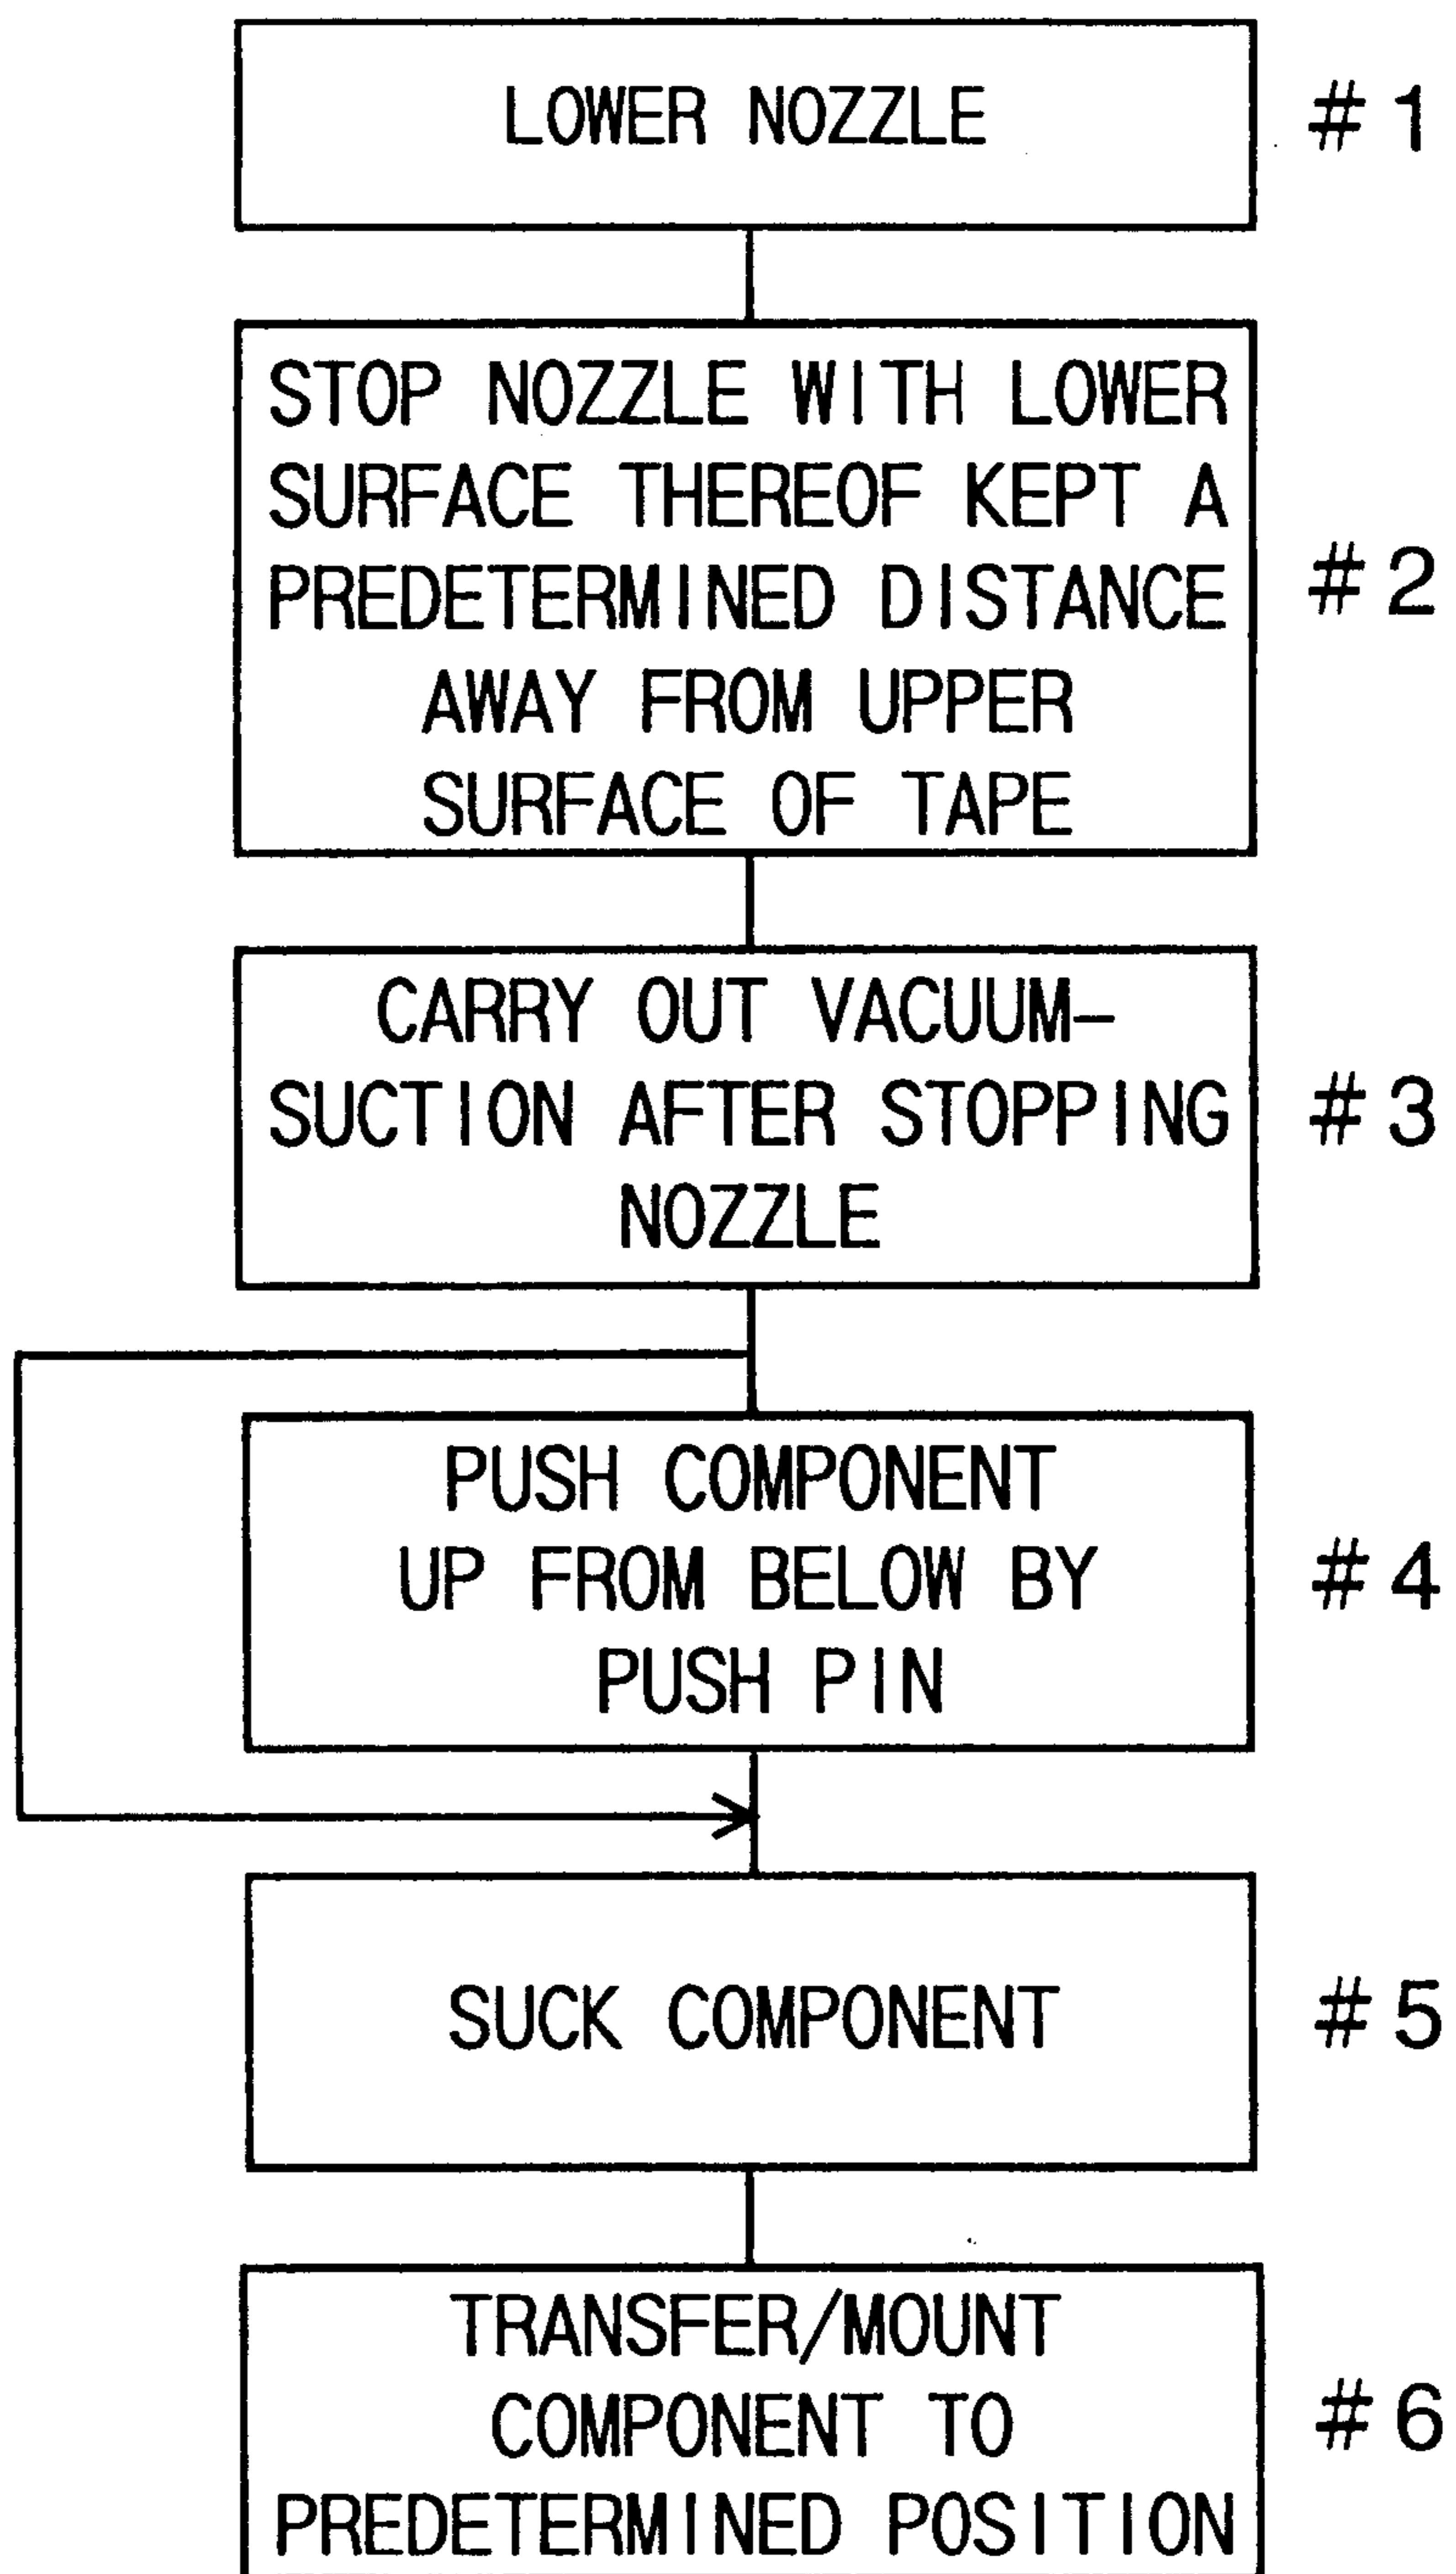 LOWER NOZZLE
#1
STOP NOZZLE WITH LOWER
SURFACE THEREOF KEPT A
PREDETERMINED DISTANCE
AWAY FROM UPPER
SURFACE OF TAPE
#2
CARRY OUT VACUUM-
SUCTION AFTER STOPPING
NOZZLE
#3
PUSH COMPONENT
UP FROM BELOW BY
PUSH PIN
#4
SUCK COMPONENT
#5
TRANSFER/MOUNT
COMPONENT TO
PREDETERMINED POSITION
#6